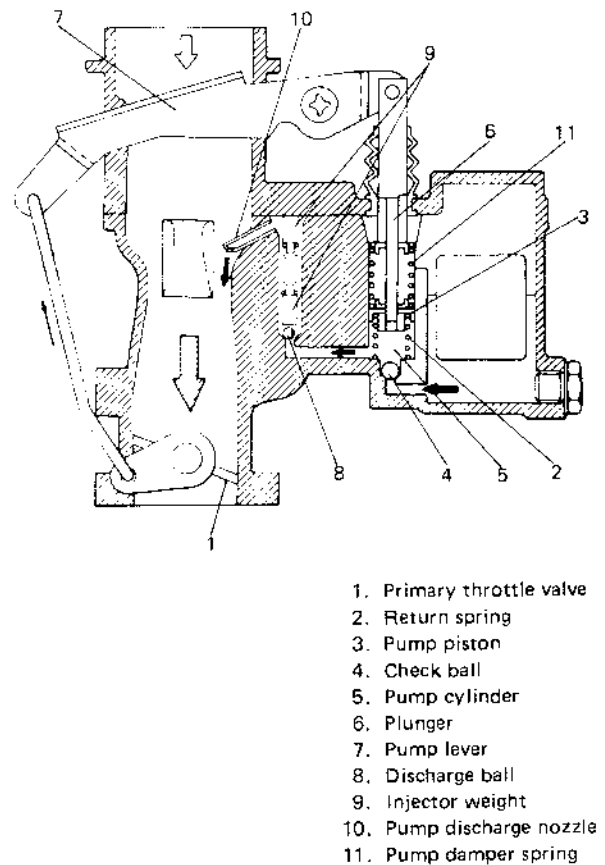 10
7
9
6
11
3
8
4
5
2
1
1. Primary throttle valve
2. Return spring
3. Pump piston
4. Check ball
5. Pump cylinder
6. Plunger
7. Pump lever
8. Discharge ball
9. Injector weight
10. Pump discharge nozzle
11. Pump damper spring